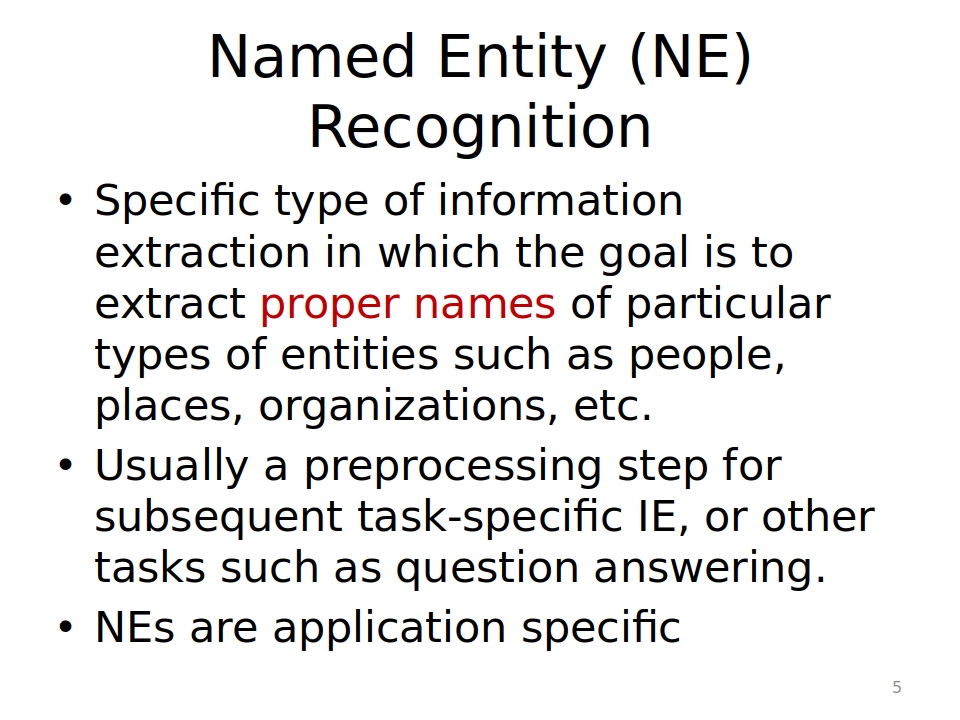 Named Entity (NE)
Recognition
• Specific type of information
extraction in which the goal is to
extract proper names of particular
types of entities such as people,
places, organizations, etc.
• Usually a preprocessing step for
subsequent task-specific IE, or other
tasks such as question answering.
• NEs are application specific
5